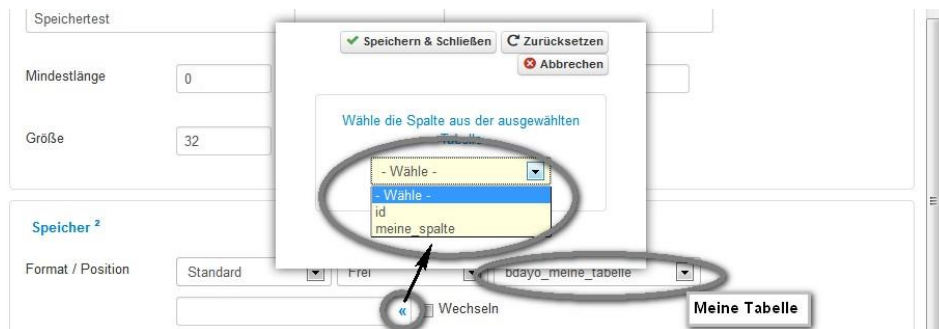 Speichertest
Speichern & Schließen Zurücksetzen
Abbrechen
Mindestlänge 0
Wähle die Spalte aus der ausgewählten
Tabelle
Größe 32
- Wähle -
- Wähle -
id
meine_spalte
Speicher ²
Format / Position Standard Frei bdayo_meine_tabelle
« Wechseln
Meine Tabelle